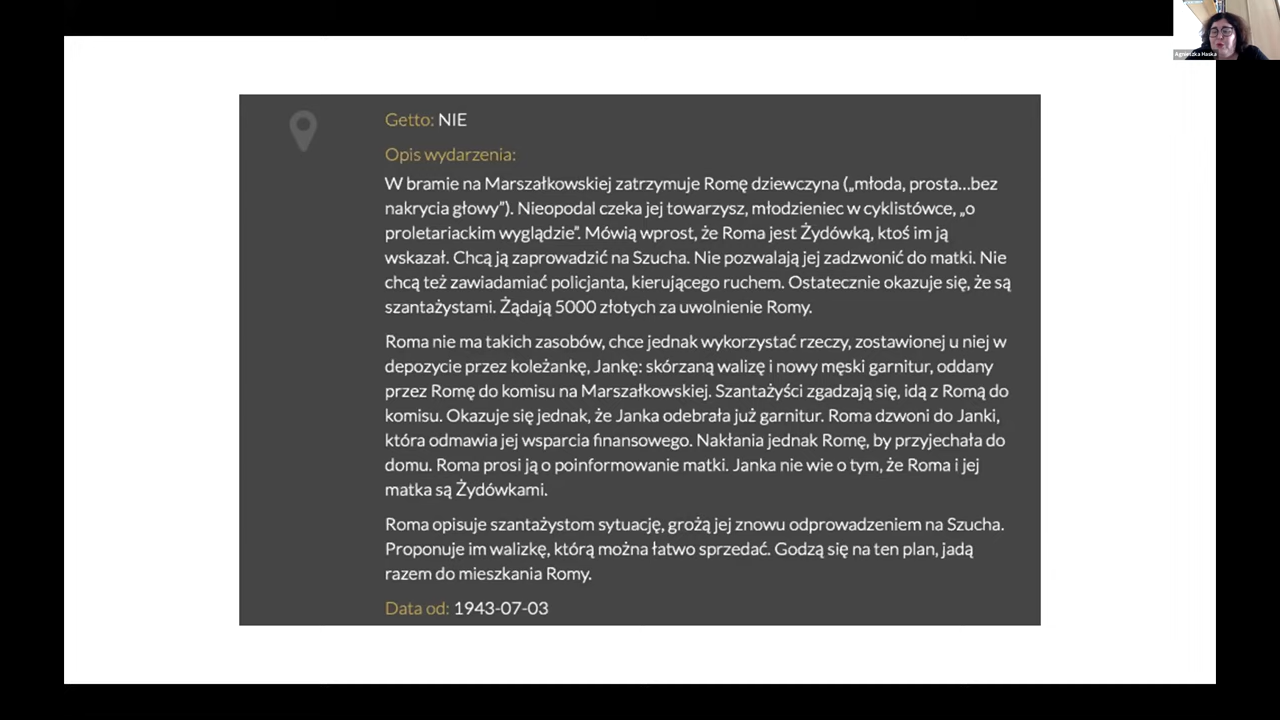 Agnieszka Haska
Getto: NIE
Opis wydarzenia:
W bramie na Marszałkowskiej zatrzymuje Romę dziewczyna („młoda, prosta...bez
nakrycia głowy”). Nieopodal czeka jej towarzysz, młodzieniec w cyklistówce, „o
proletariackim wyglądzie”. Mówią wprost, że Roma jest Żydówką, ktoś im ją
wskazał. Chcą ją zaprowadzić na Szucha. Nie pozwalają jej zadzwonić do matki. Nie
chcą też zawiadamiać policjanta, kierującego ruchem. Ostatecznie okazuje się, że są
szantażystami. Żądają 5000 złotych za uwolnienie Romy.
Roma nie ma takich zasobów, chce jednak wykorzystać rzeczy, zostawionej u niej w
depozycie przez koleżankę, Jankę: skórzaną walizę i nowy męski garnitur, oddany
przez Romę do komisu na Marszałkowskiej. Szantażyści zgadzają się, idą z Romą do
komisu. Okazuje się jednak, że Janka odebrała już garnitur. Roma dzwoni do Janki,
która odmawia jej wsparcia finansowego. Nakłania jednak Romę, by przyjechała do
domu. Roma prosi ją o poinformowanie matki. Janka nie wie o tym, że Roma i jej
matka są Żydówkami.
Roma opisuje szantażystom sytuację, grożą jej znowu odprowadzeniem na Szucha.
Proponuje im walizkę, którą można łatwo sprzedać. Godzą się na ten plan, jadą
razem do mieszkania Romy.
Data od: 1943-07-03